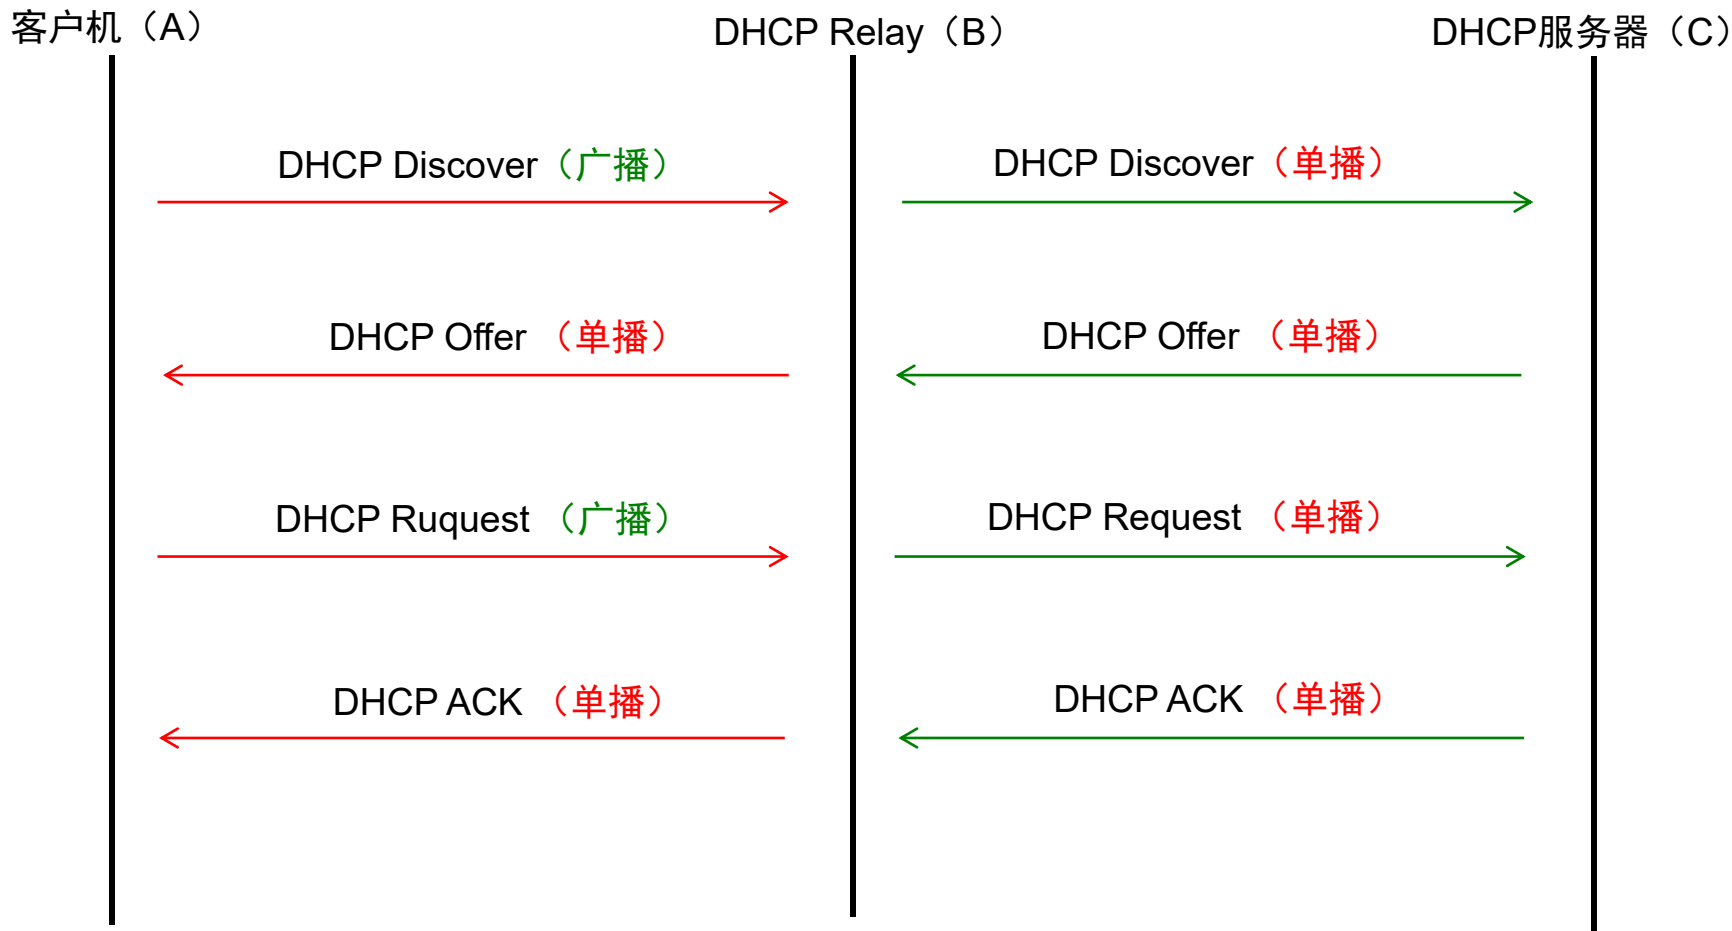 客户机（A）
DHCP Relay（B）
DHCP服务器（C）
DHCP Discover（广播）
DHCP Discover（单播）
DHCP Offer （单播）
DHCP Offer （单播）
DHCP Ruquest （广播）
DHCP Request （单播）
DHCP ACK （单播）
DHCP ACK （单播）